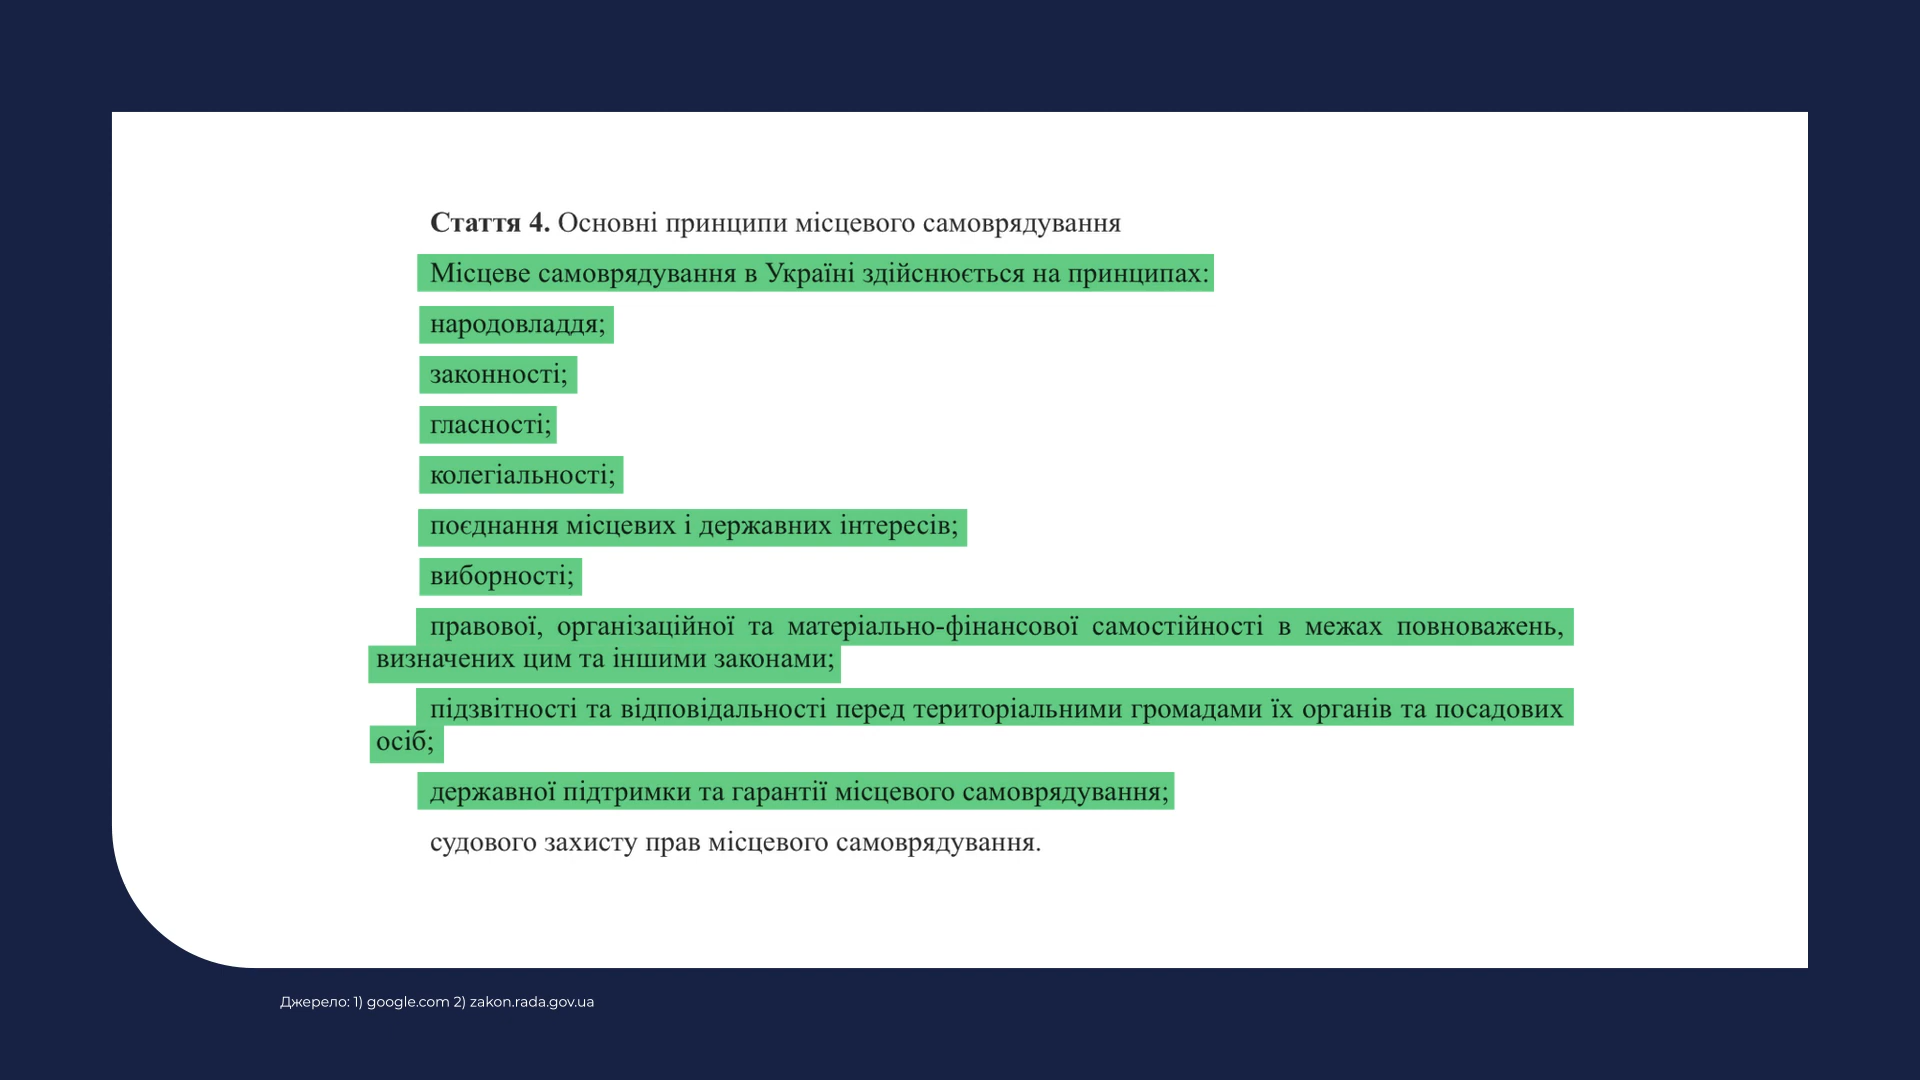 Стаття 4. Основні принципи місцевого самоврядування
Місцеве самоврядування в Україні здійснюється на принципах:
народовладдя;
законності;
гласності;
колегіальності;
поєднання місцевих і державних інтересів;
виборності;
правової, організаційної та матеріально-фінансової самостійності в межах повноважень,
визначених цим та іншими законами;
підзвітності та відповідальності перед територіальними громадами їх органів та посадових
осіб;
державної підтримки та гарантії місцевого самоврядування;
судового захисту прав місцевого самоврядування.
Джерело: 1) google.com 2) zakon.rada.gov.ua